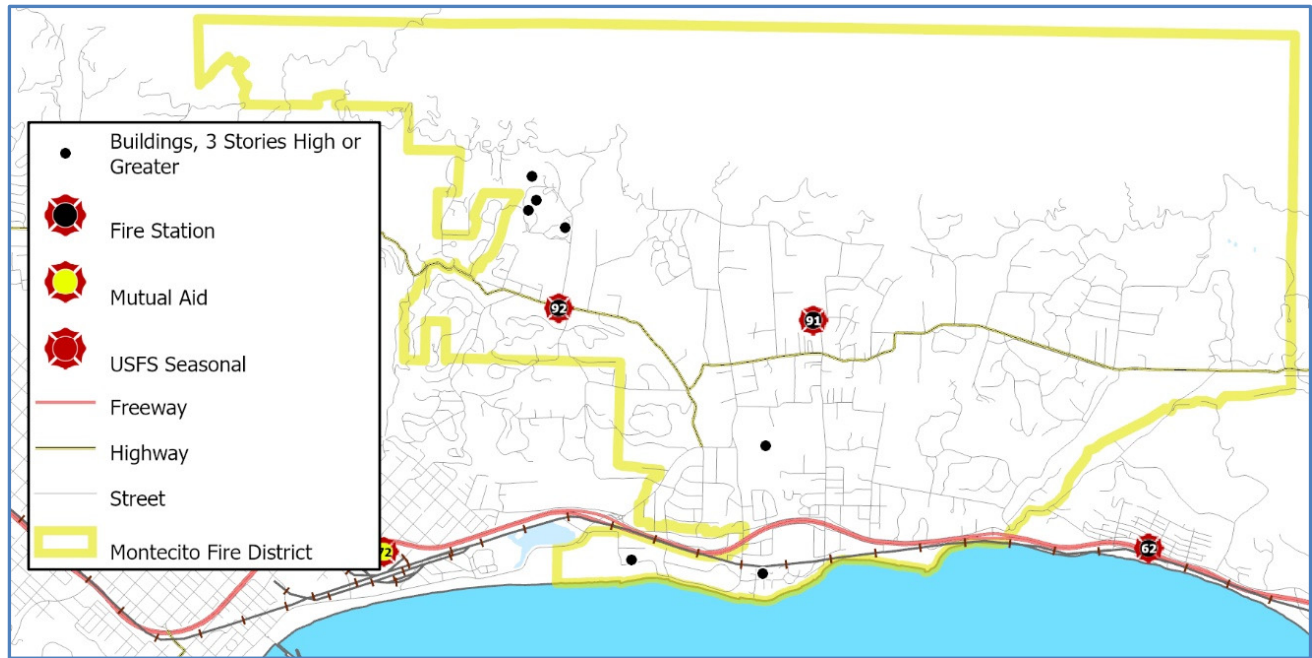 Buildings, 3 Stories High or
Greater
Fire Station
Mutual Aid
USFS Seasonal
Freeway
Highway
Street
Montecito Fire District
92
91
72
62